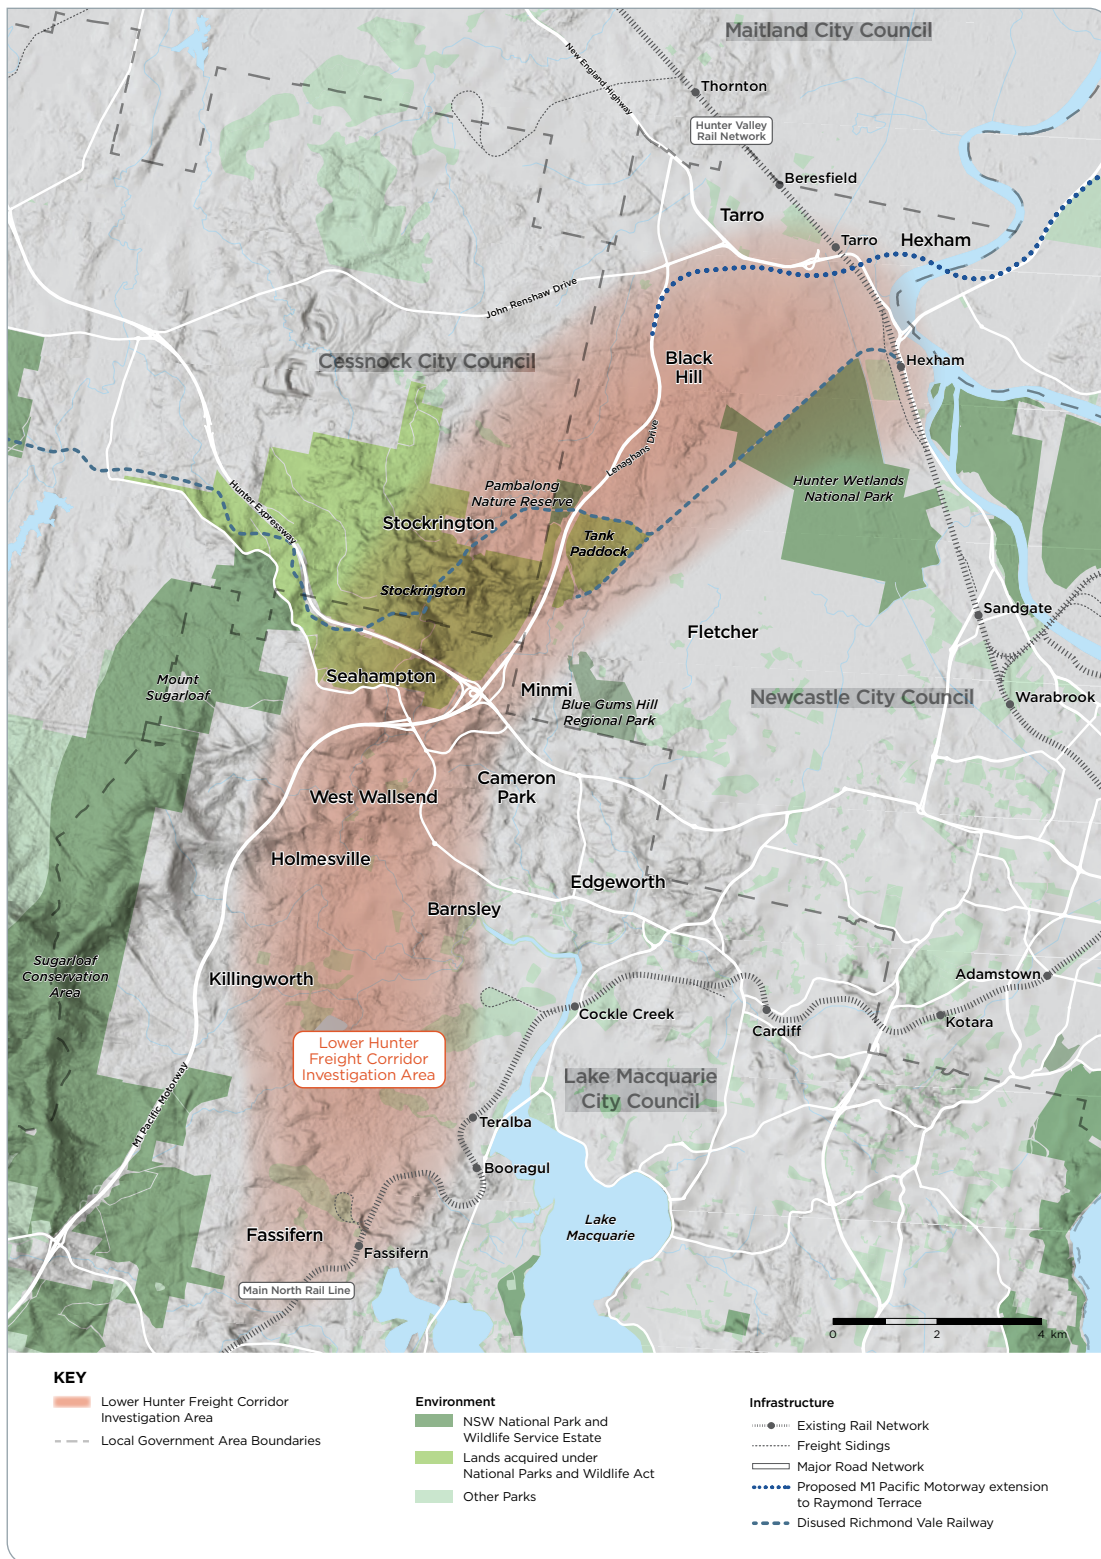 Maitland City Council
New England Highway
Thornton
Hunter Valley
Rail Network
Beresfield
Tarro
Tarro
Hexham
John Renshaw Drive
Cessnock City Council
Black
Hill
Hexham
Lenaghans Drive
Pambalong
Nature Reserve
Hunter Wetlands
National Park
Hunter Expressway
Stockrington
Tank
Paddock
Stockrington
Sandgate
Fletcher
Mount
Sugarloaf
Seahampton
Minmi
Blue Gums Hill
Regional Park
Newcastle City Council
Warabrook
Cameron
Park
West Wallsend
Holmesville
Edgeworth
Barnsley
Sugarloaf
Conservation
Area
Killingworth
Adamstown
Cockle Creek
Cardiff
Kotara
Lower Hunter
Freight Corridor
Investigation Area
Lake Macquarie
City Council
M1 Pacific Motorway
Teralba
Booragul
Lake
Macquarie
Fassifern
Fassifern
Main North Rail Line
0 2 4 km
KEY
Lower Hunter Freight Corridor
Investigation Area
Local Government Area Boundaries
Environment
NSW National Park and
Wildlife Service Estate
Lands acquired under
National Parks and Wildlife Act
Other Parks
Infrastructure
Existing Rail Network
Freight Sidings
Major Road Network
Proposed M1 Pacific Motorway extension
to Raymond Terrace
Disused Richmond Vale Railway